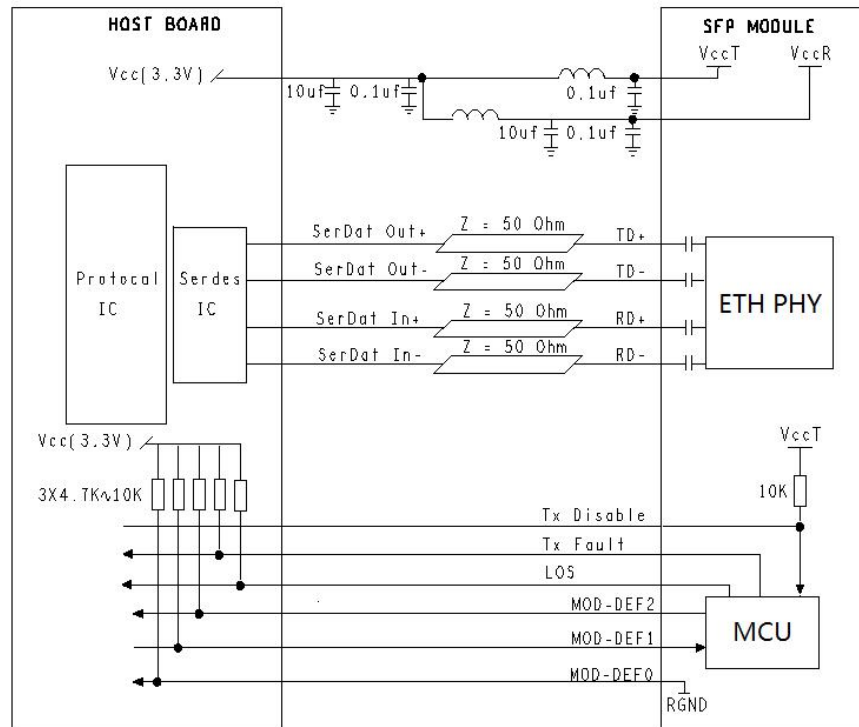 HOST BOARD
SFP MODULE
VccT
VccR
Vcc(3.3V)
10uf
0.1uf
0.1uf
10uf
0.1uf
Z = 50 Ohm
SerDat Out+
TD+
Z = 50 Ohm
SerDat Out-
TD-
Protocal
IC
Serdes
IC
ETH PHY
Z = 50 Ohm
SerDat In+
RD+
Z = 50 Ohm
SerDat In-
RD-
Vcc(3.3V)
VccT
3X4.7K∿10K
10K
Tx Disable
Tx Fault
LOS
MOD-DEF2
MCU
MOD-DEF1
MOD-DEF0
RGND